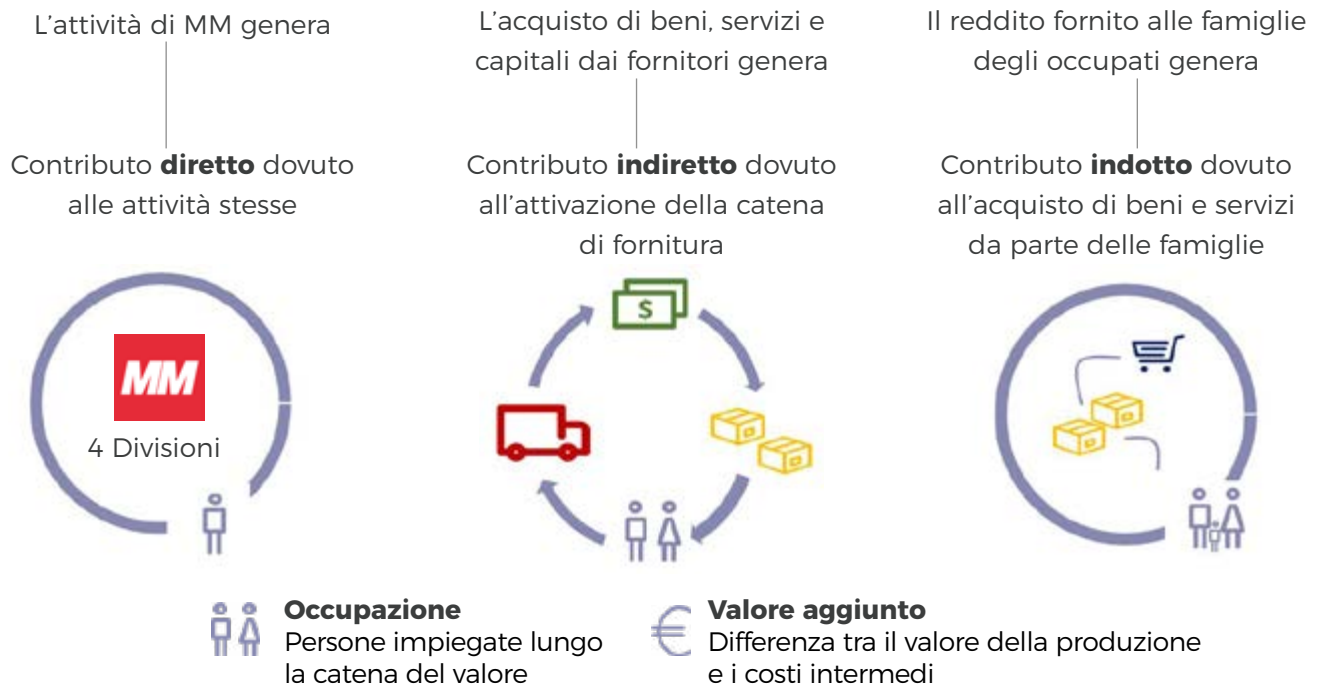 L'attività di MM genera
Contributo diretto dovuto
alle attività stesse
MM
4 Divisioni
L'acquisto di beni, servizi e
capitali dai fornitori genera
Contributo indiretto dovuto
all'attivazione della catena
di fornitura
$
Il reddito fornito alle famiglie
degli occupati genera
Contributo indotto dovuto
all'acquisto di beni e servizi
da parte delle famiglie
Occupazione
Persone impiegate lungo
la catena del valore
€
Valore aggiunto
Differenza tra il valore della produzione
e i costi intermedi